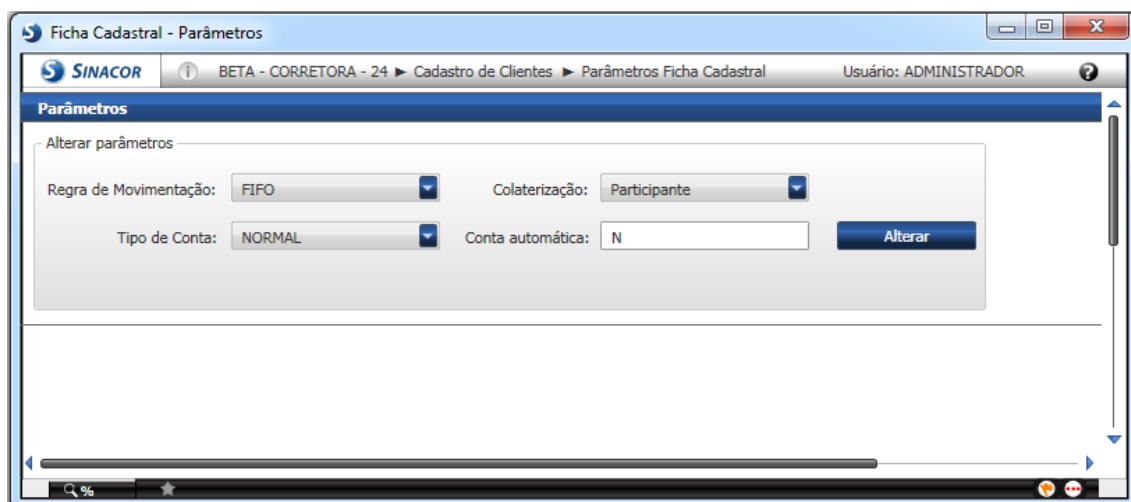 Ficha Cadastral - Parâmetros
SINACOR BETA - CORRETORA - 24 ► Cadastro de Clientes ► Parâmetros Ficha Cadastral Usuário: ADMINISTRADOR
Parâmetros
Alterar parâmetros
Regra de Movimentação: FIFO Colaterização: Participante
Tipo de Conta: NORMAL Conta automática: N Alterar
%